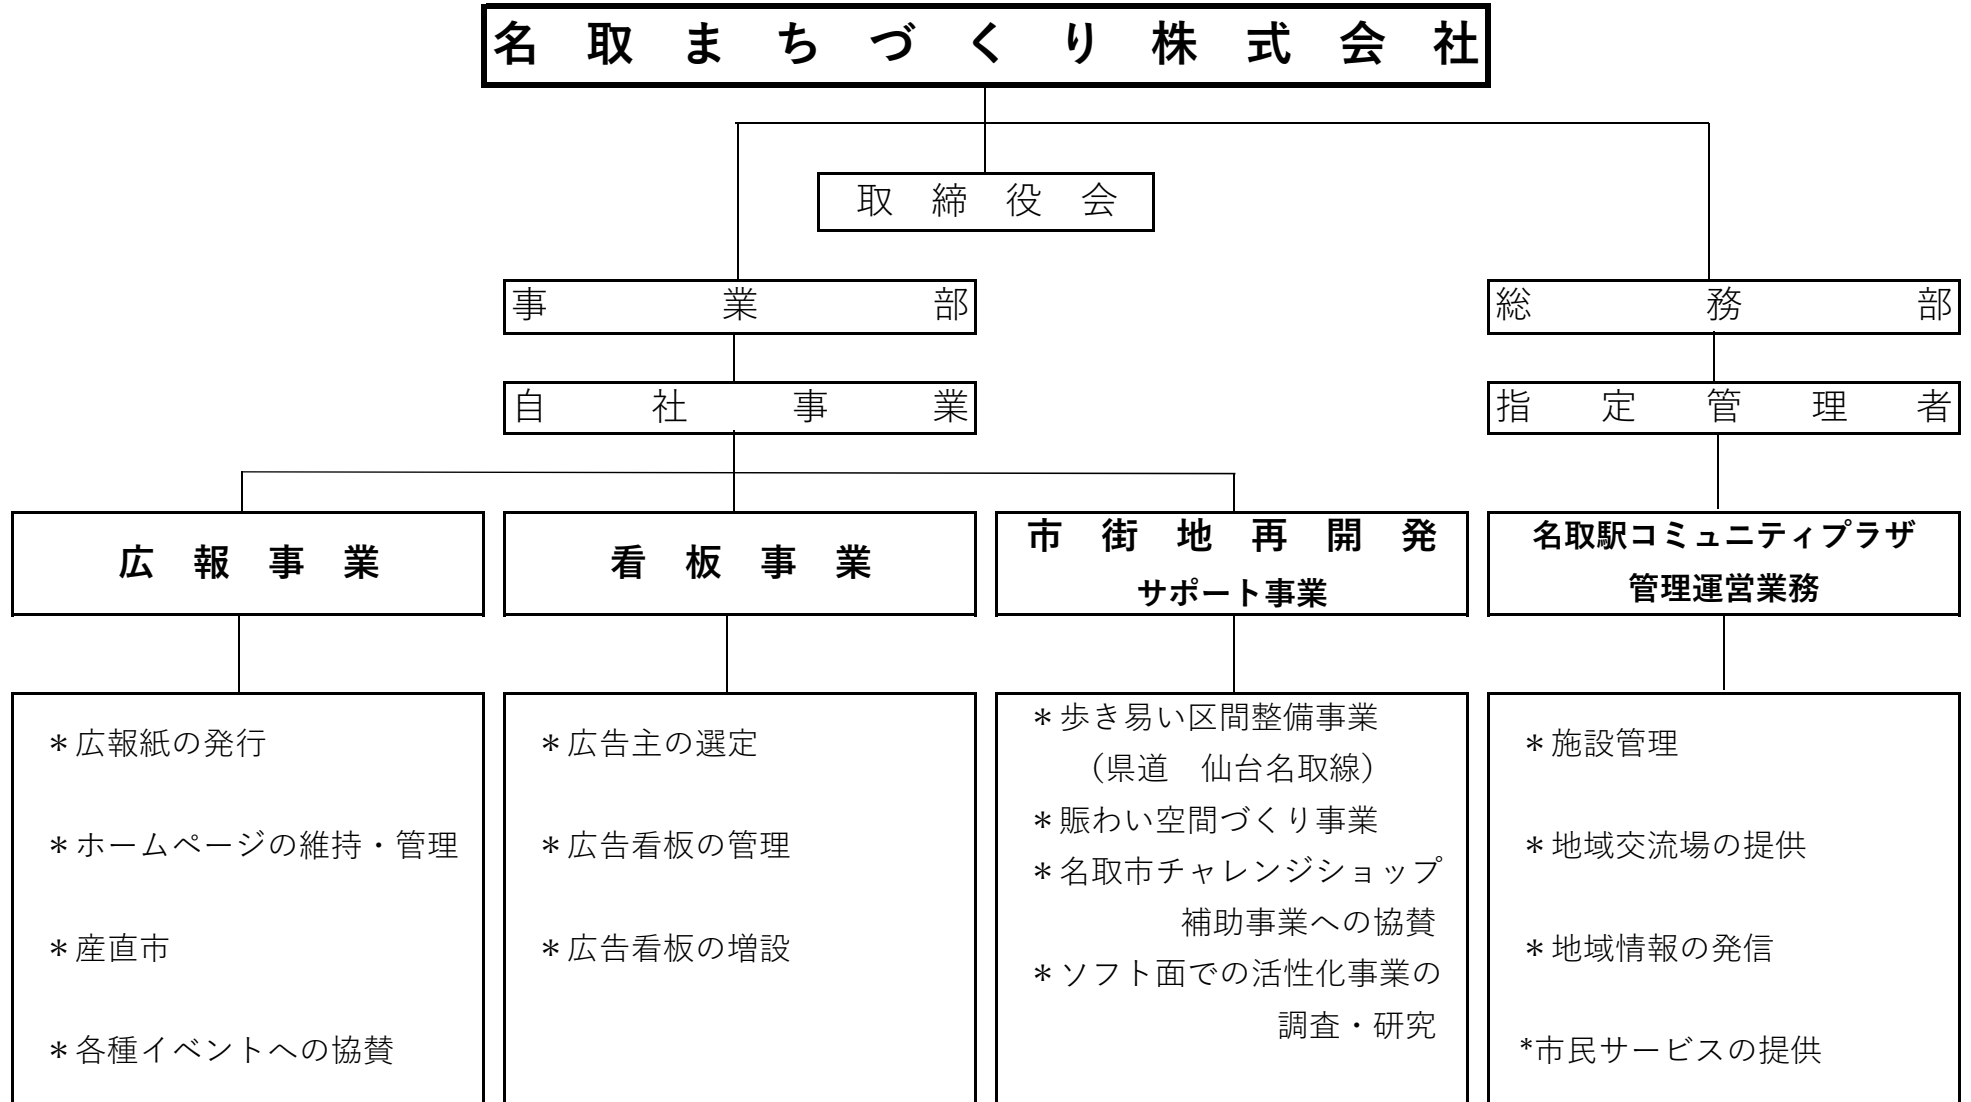 名取まちづくり株式会社
取締役会
事業部
総務部
自社事業
指定管理者
広報事業
看板事業
市街地再開発
サポート事業
名取駅コミュニティプラザ
管理運営業務
＊広報紙の発行
＊ホームページの維持・管理
＊産直市
＊各種イベントへの協賛
＊広告主の選定
＊広告看板の管理
＊広告看板の増設
＊歩き易い区間整備事業
（県道　仙台名取線）
＊賑わい空間づくり事業
＊名取市チャレンジショップ
補助事業への協賛
＊ソフト面での活性化事業の
調査・研究
＊施設管理
＊地域交流場の提供
＊地域情報の発信
*市民サービスの提供